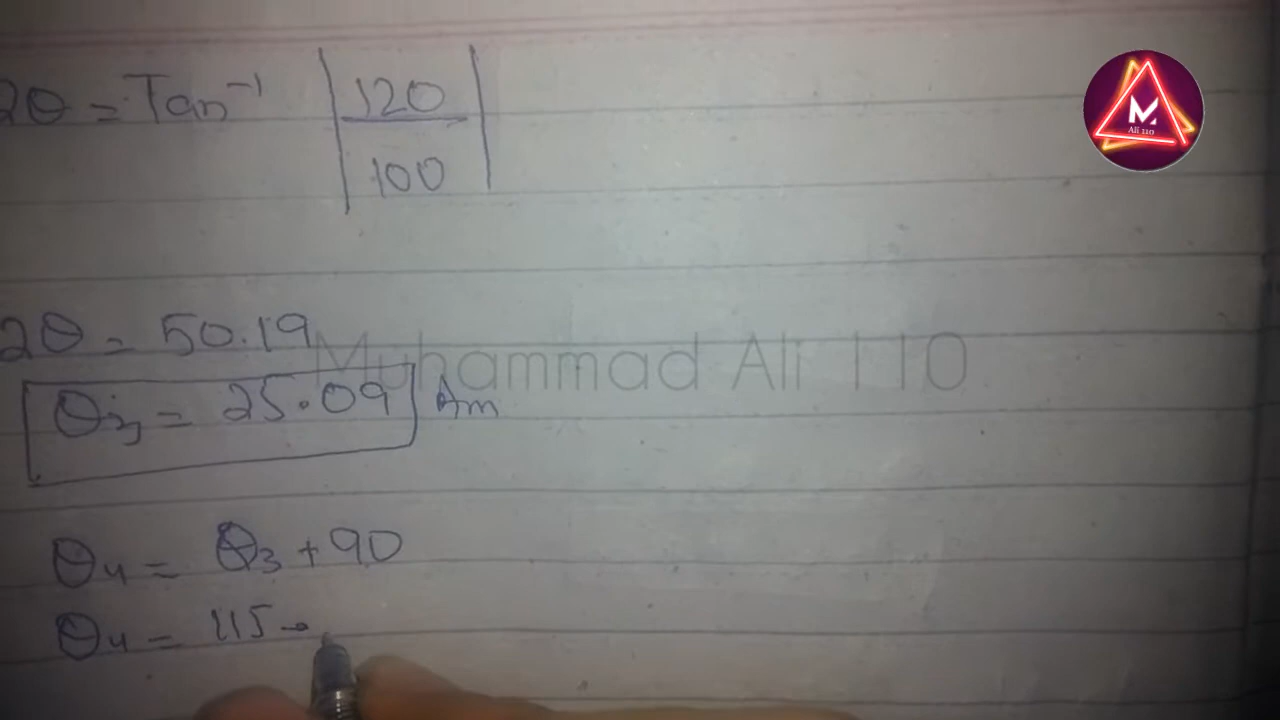 2θ = Tan⁻¹ |120/100|
M
Ali 110
2θ = 50.19
Muhammad Ali 110
θ3 = 25.09 Am
θ4 = θ3 + 90
θ4 = 115.